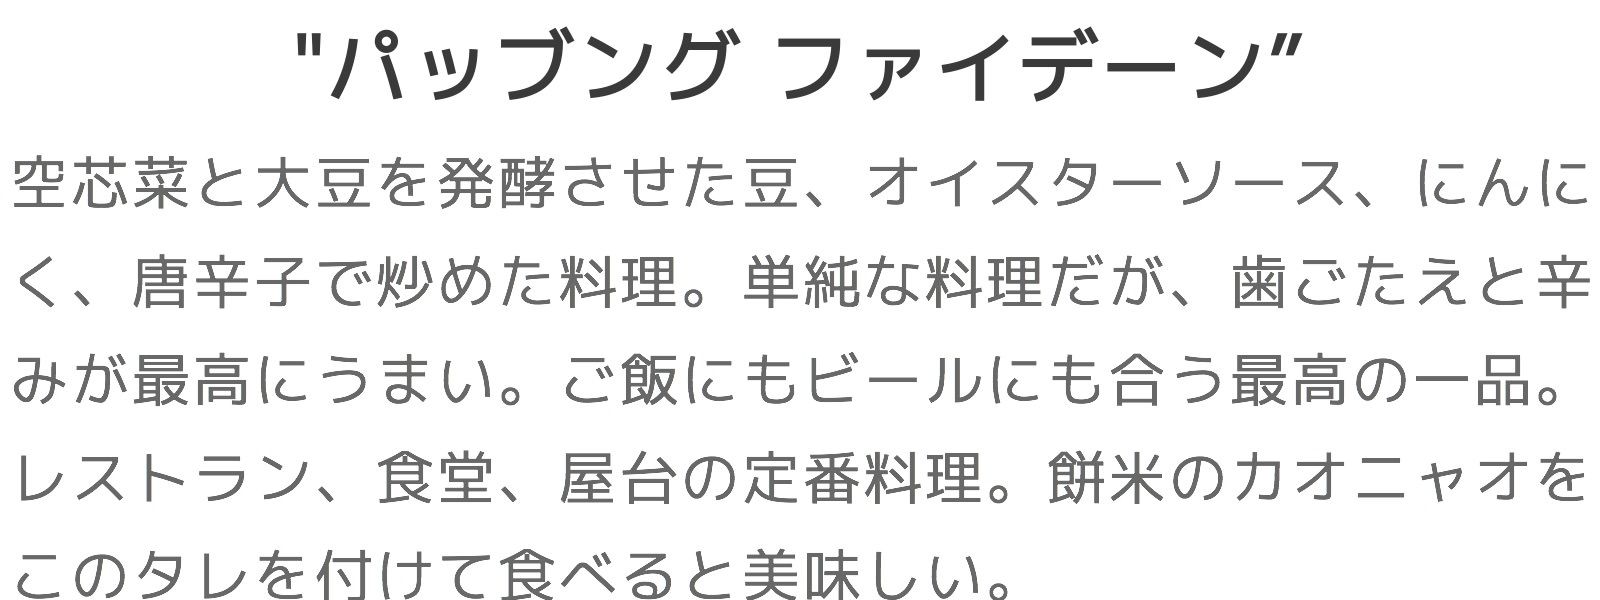 "パッブング ファイデーン”
空芯菜と大豆を発酵させた豆、オイスターソース、にんに
く、唐辛子で炒めた料理。単純な料理だが、歯ごたえと辛
みが最高にうまい。ご飯にもビールにも合う最高の一品。
レストラン、食堂、屋台の定番料理。餅米のカオニャオを
このタレを付けて食べると美味しい。